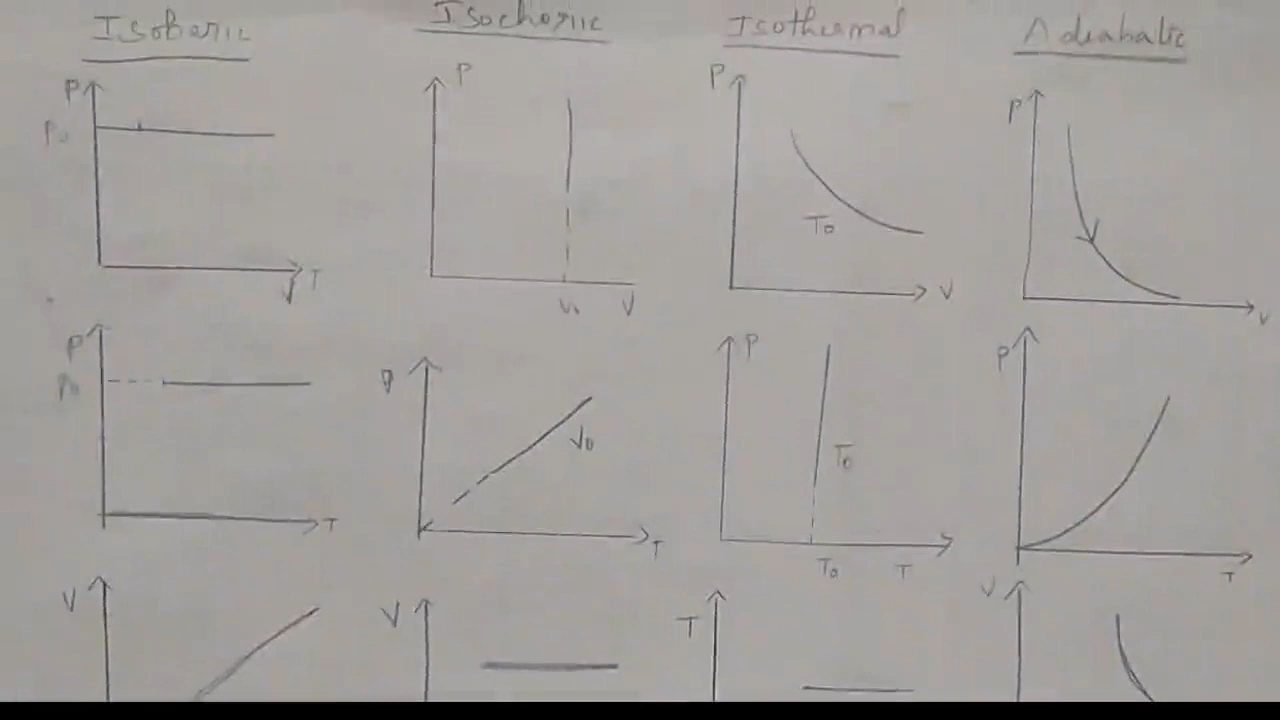 Isobaric
Isochoric
Isothermal
Adiabatic
P
P₀
V T
P
V₀ V
P
T₀
V
P
V
P
P₀
T
P
V₀
T
P
T₀
T₀ T
P
T
V
V
T
V